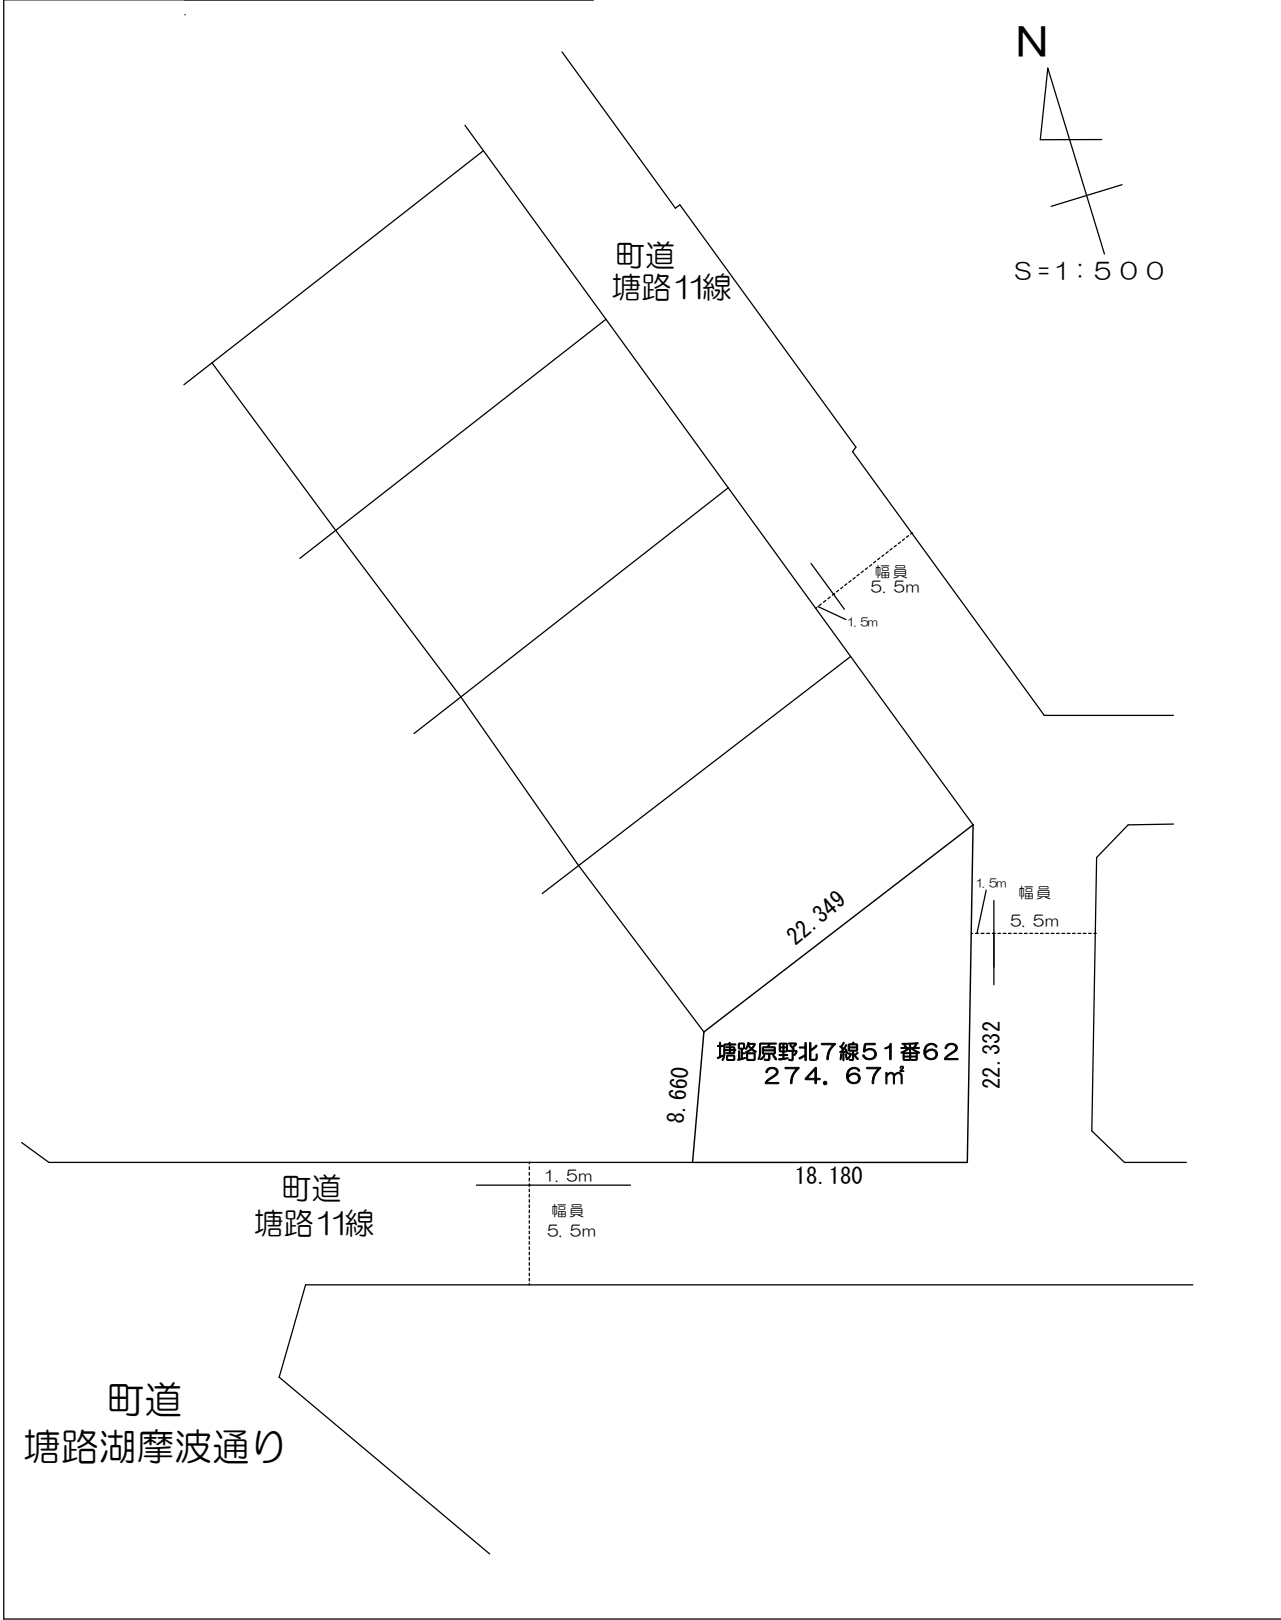 N
S=1:500
町道
塘路11線
幅員
5.5m
1.5m
1.5m
幅員
5.5m
22.349
塘路原野北7線51番62
274.67㎡
22.332
8.660
18.180
1.5m
幅員
5.5m
町道
塘路11線
町道
塘路湖摩波通り